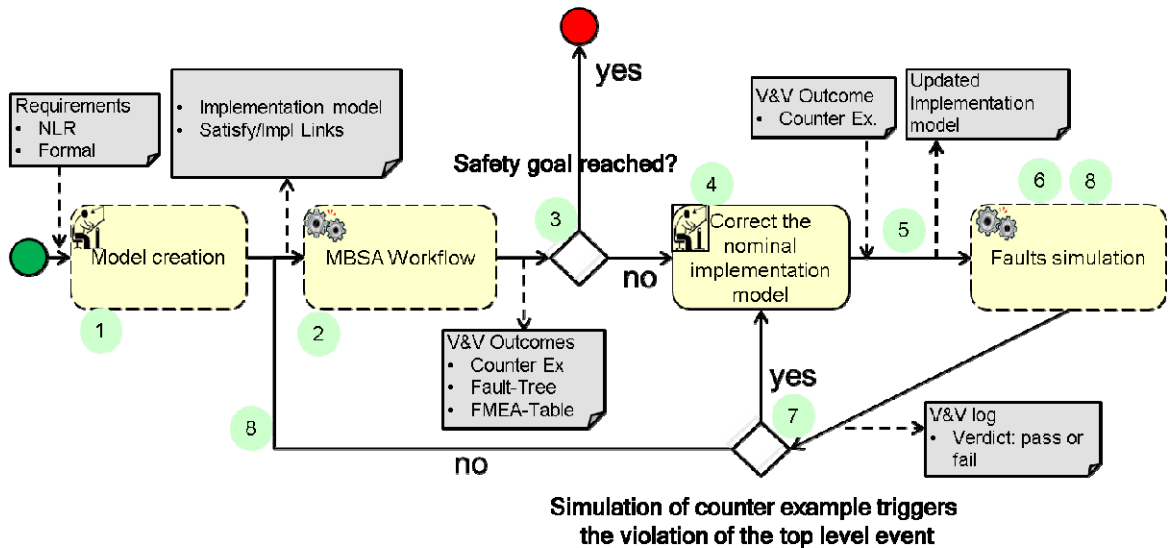 yes
Requirements
• NLR
• Formal
• Implementation model
• Satisfy/Impl Links
V&V Outcome
• Counter Ex.
Updated
Implementation
model
Safety goal reached?
3
4
6
8
Model creation
MBSA Workflow
no
Correct the
nominal
implementation
model
5
Faults simulation
1
2
V&V Outcomes
• Counter Ex
• Fault-Tree
• FMEA-Table
yes
8
no
7
V&V log
• Verdict: pass or
fail
Simulation of counter example triggers
the violation of the top level event